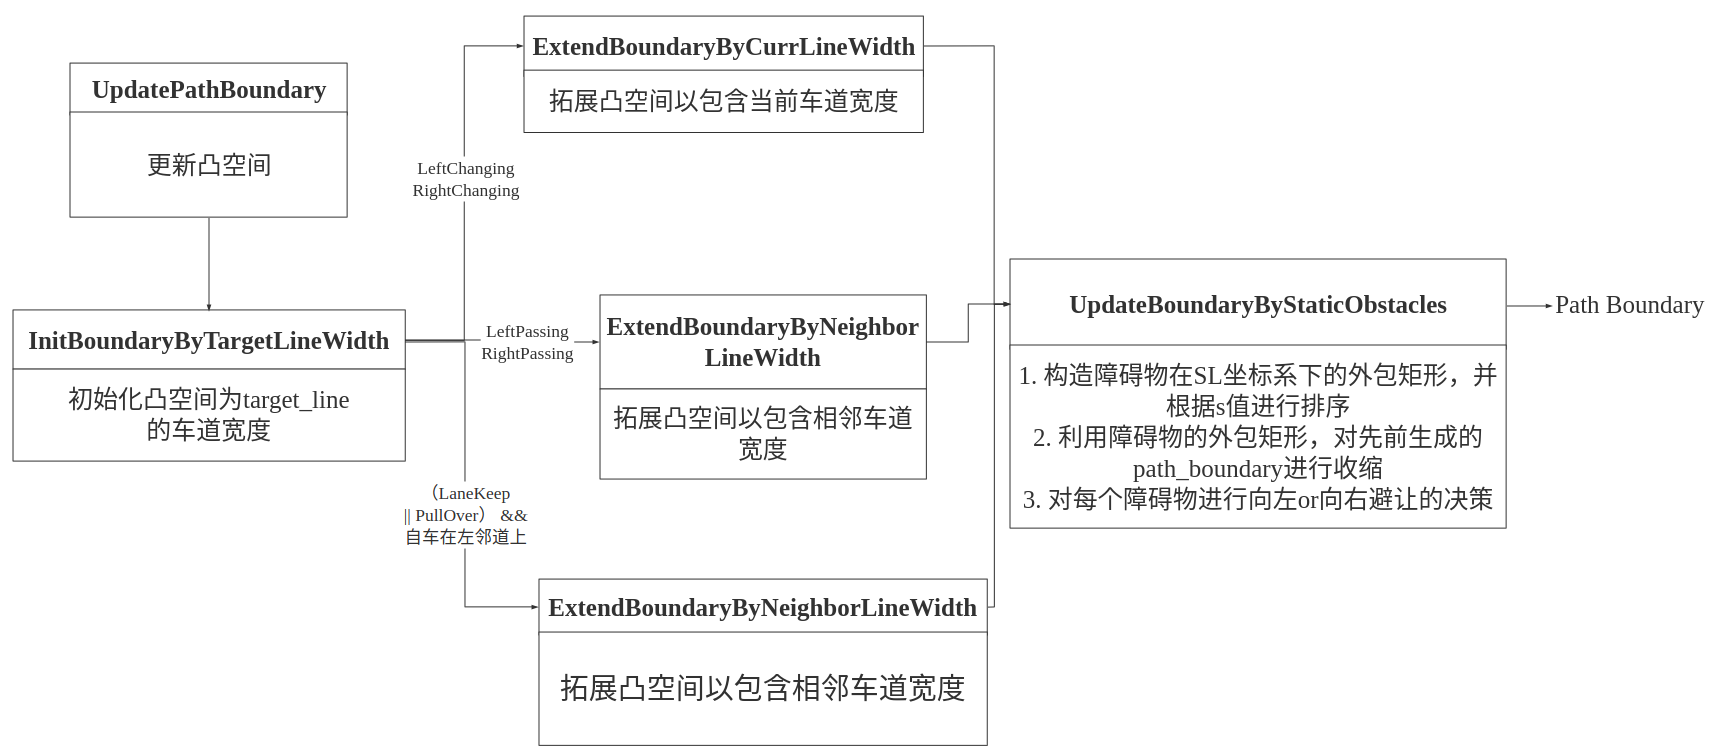 UpdatePathBoundary
更新凸空间
InitBoundaryByTargetLineWidth
初始化凸空间为target_line
的车道宽度
LeftChanging
RightChanging
LeftPassing
RightPassing
（LaneKeep
|| PullOver） &&
自车在左邻道上
ExtendBoundaryByCurrLineWidth
拓展凸空间以包含当前车道宽度
ExtendBoundaryByNeighbor
LineWidth
拓展凸空间以包含相邻车道
宽度
ExtendBoundaryByNeighborLineWidth
拓展凸空间以包含相邻车道宽度
UpdateBoundaryByStaticObstacles
1. 构造障碍物在SL坐标系下的外包矩形，并
根据s值进行排序
2. 利用障碍物的外包矩形，对先前生成的
path_boundary进行收缩
3. 对每个障碍物进行向左or向右避让的决策
Path Boundary